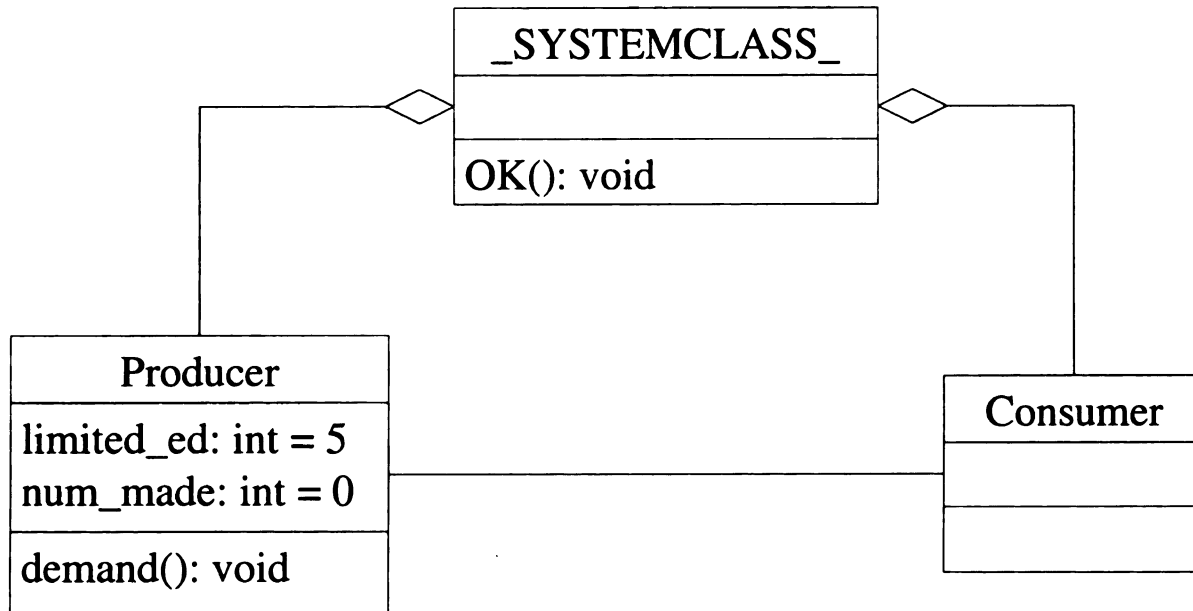 _SYSTEMCLASS_
OK(): void
Producer
limited_ed: int = 5
num_made: int = 0
demand(): void
Consumer